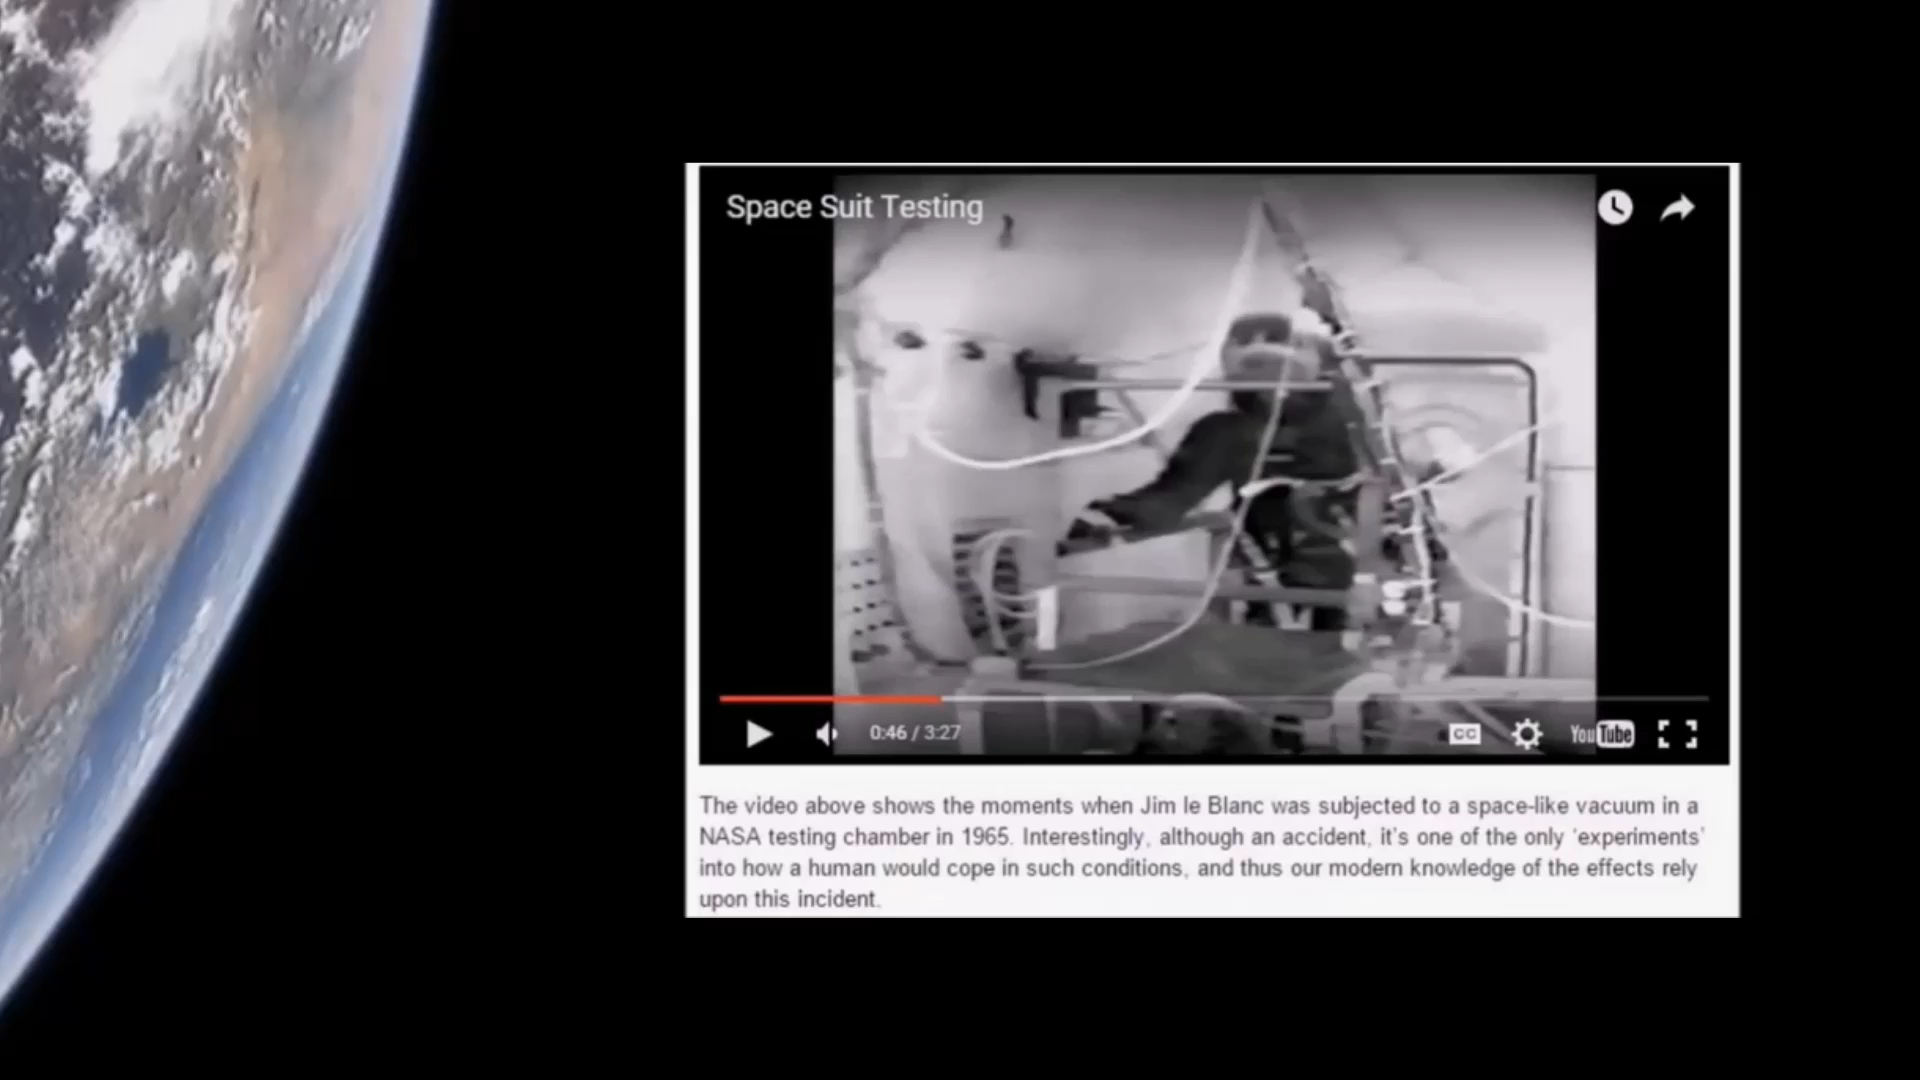 Space Suit Testing
0:46 / 3:27
CC
YouTube
The video above shows the moments when Jim le Blanc was subjected to a space-like vacuum in a
NASA testing chamber in 1965. Interestingly, although an accident, it's one of the only ‘experiments’
into how a human would cope in such conditions, and thus our modern knowledge of the effects rely
upon this incident.